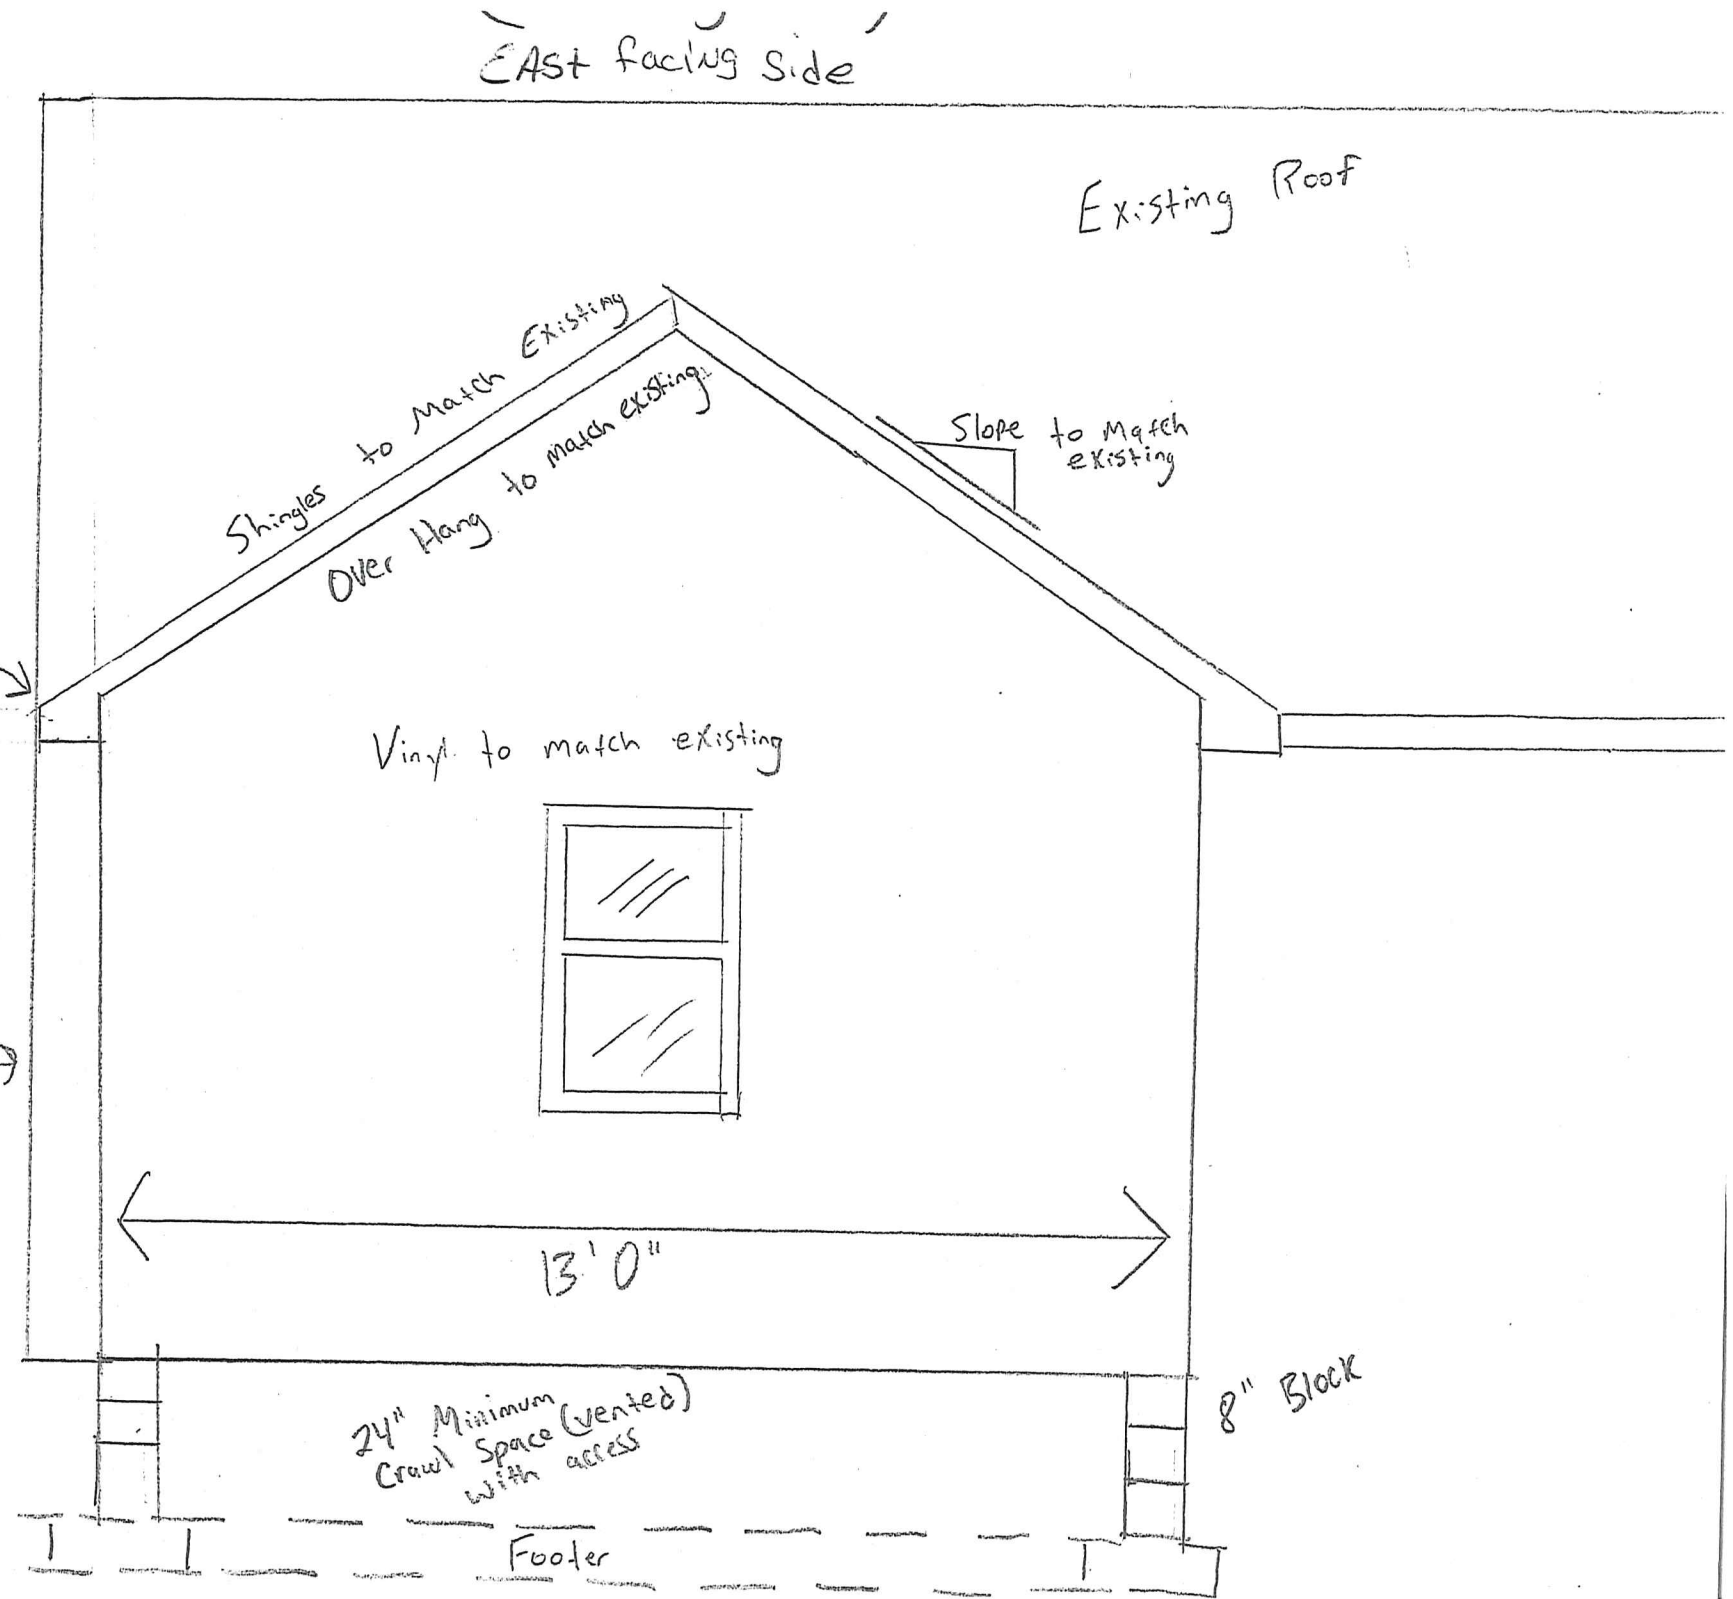 EAst facing Side
Existing Roof
Shingles to Match Existing
Over Hang to match existing
Slope to Match
existing
Vinyl to match existing
13'0"
8" Block
24" Minimum
Crawl Space (vented)
with access
Footer